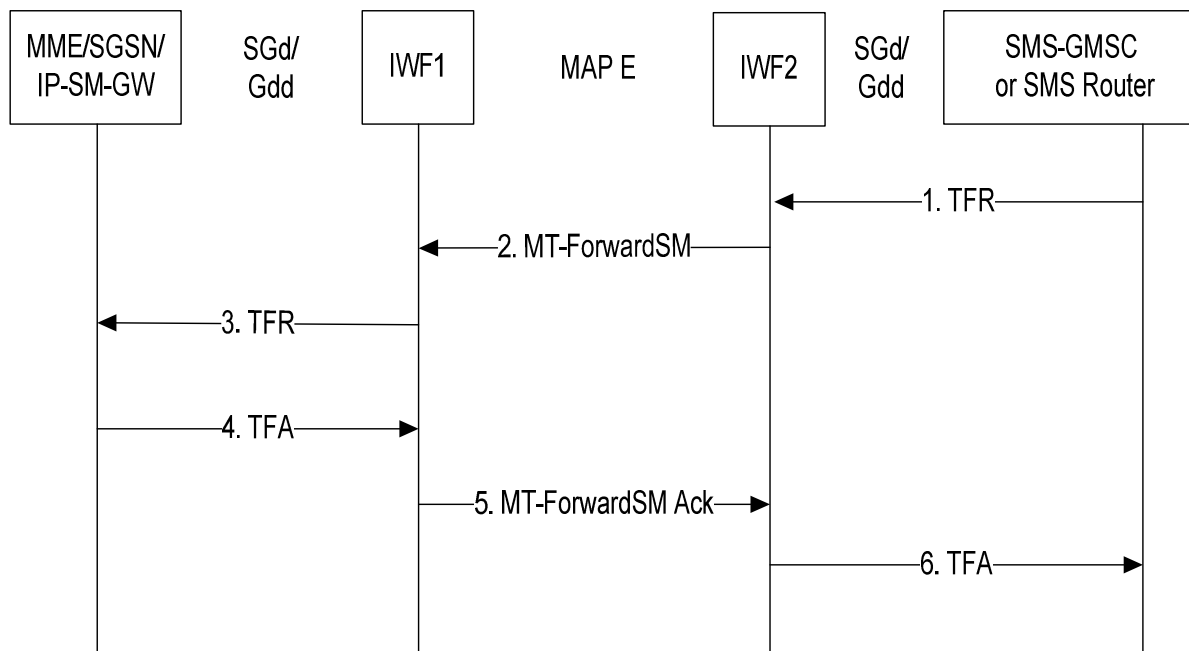 MME/SGSN/
IP-SM-GW
SGd/
Gdd
IWF1
MAP E
IWF2
SGd/
Gdd
SMS-GMSC
or SMS Router
1. TFR
2. MT-ForwardSM
3. TFR
4. TFA
5. MT-ForwardSM Ack
6. TFA